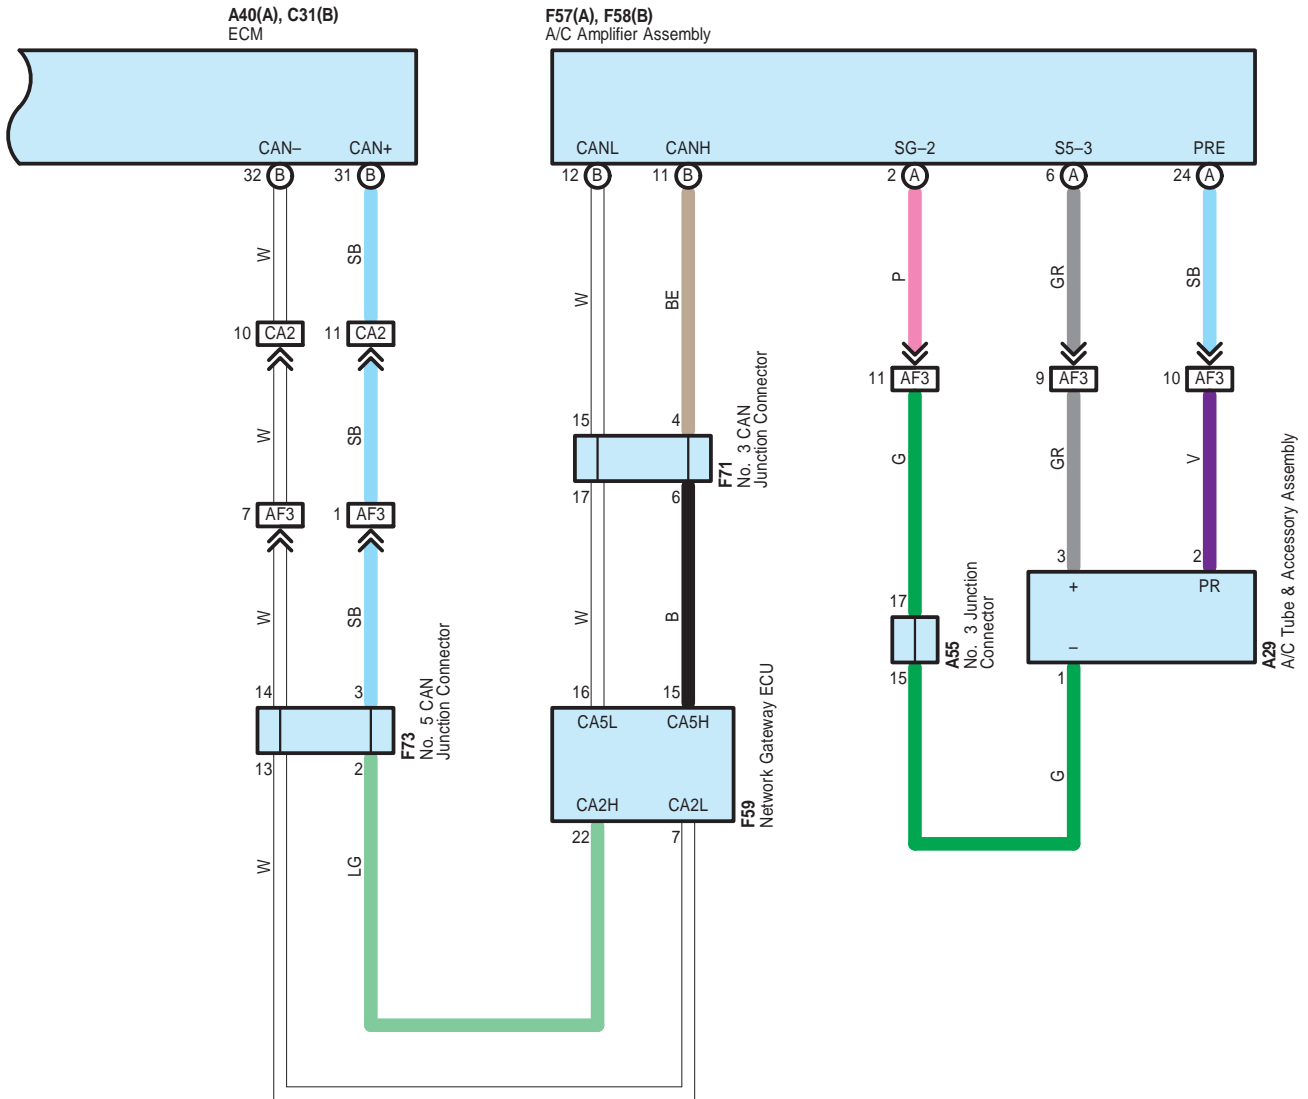 A40(A), C31(B)
ECM
F57(A), F58(B)
A/C Amplifier Assembly
CAN–
CAN+
CANL
CANH
SG–2
S5–3
PRE
32 B
31 B
12 B
11 B
2 A
6 A
24 A
W
SB
W
BE
P
GR
SB
10 CA2
11 CA2
11 AF3
9 AF3
10 AF3
W
SB
15
4
F71
No. 3 CAN
Junction Connector
17
6
G
GR
V
7 AF3
1 AF3
W
SB
W
B
17
A55
No. 3 Junction
Connector
15
3
2
+
PR
–
1
A29
A/C Tube & Accessory Assembly
14
3
F73
No. 5 CAN
Junction Connector
13
2
16
15
CA5L
CA5H
CA2H
CA2L
F59
Network Gateway ECU
22
7
G
W
LG